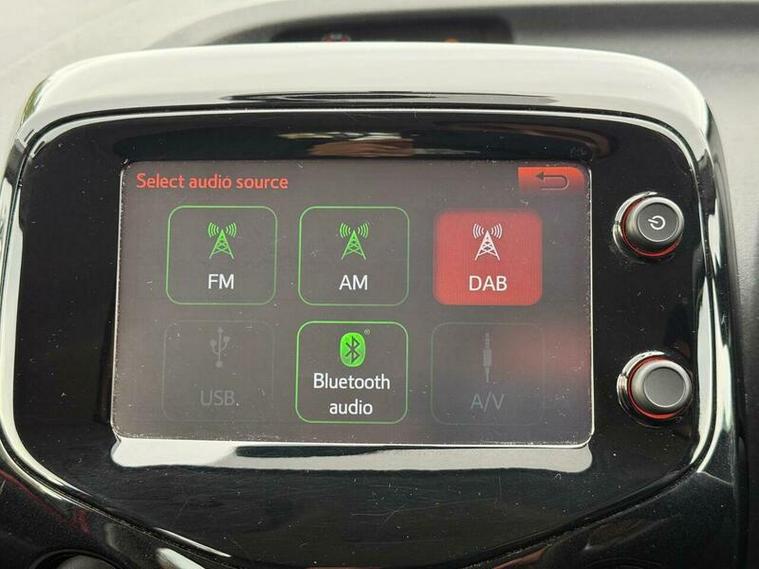 Select audio source
FM AM DAB
USB Bluetooth audio A/V